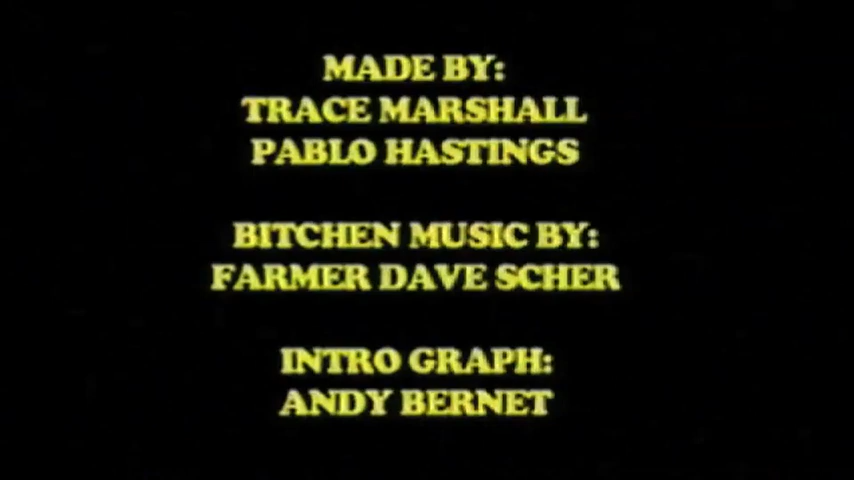 MADE BY:
TRACE MARSHALL
PABLO HASTINGS
BITCHEN MUSIC BY:
FARMER DAVE SCHER
INTRO GRAPH:
ANDY BERNET